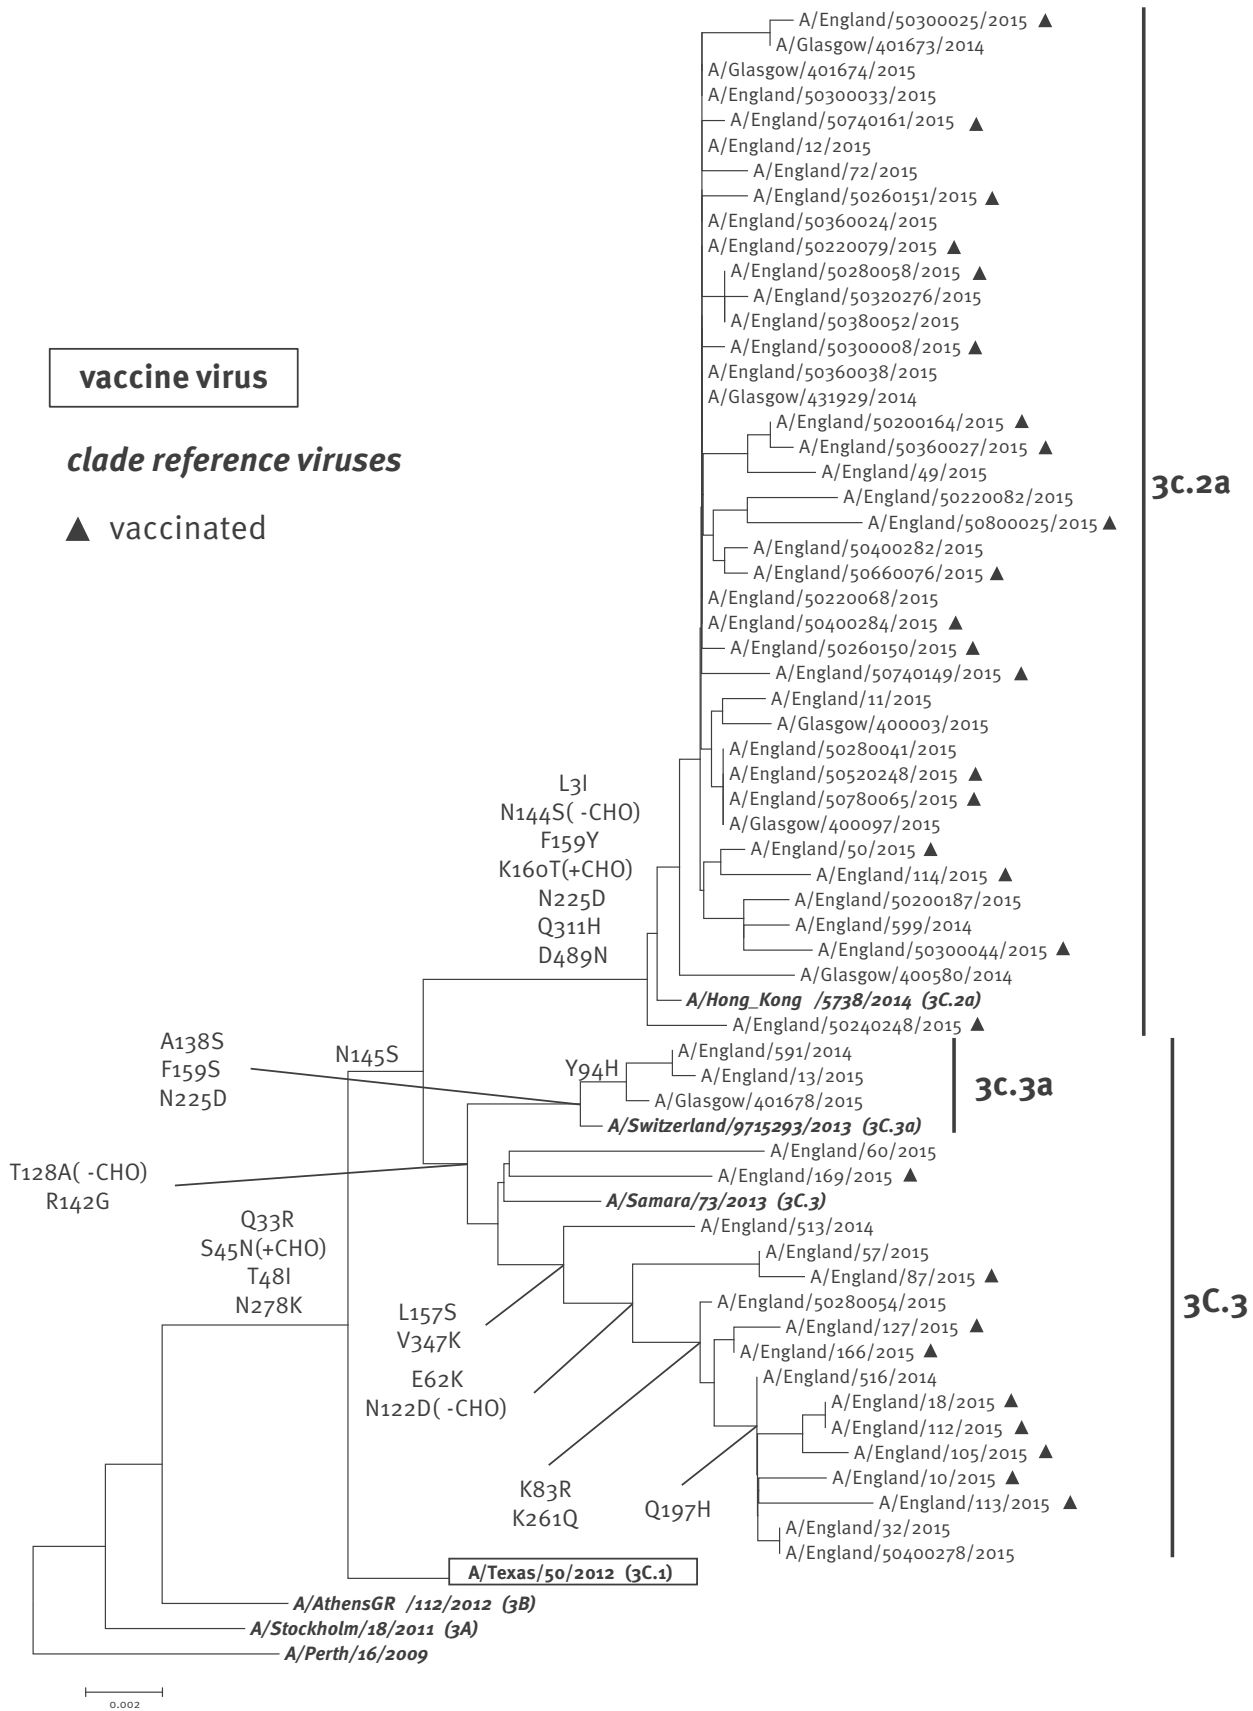 A/England/50300025/2015 ▲
A/Glasgow/401673/2014
A/Glasgow/401674/2015
A/England/50300033/2015
A/England/50740161/2015 ▲
A/England/12/2015
A/England/72/2015
A/England/50260151/2015 ▲
A/England/50360024/2015
A/England/50220079/2015 ▲
A/England/50280058/2015 ▲
A/England/50320276/2015
A/England/50380052/2015
A/England/50300008/2015 ▲
A/England/50360038/2015
A/Glasgow/431929/2014
A/England/50200164/2015 ▲
A/England/50360027/2015 ▲
A/England/49/2015
A/England/50220082/2015
A/England/50800025/2015 ▲
A/England/50400282/2015
A/England/50660076/2015 ▲
A/England/50220068/2015
A/England/50400284/2015 ▲
A/England/50260150/2015 ▲
A/England/50740149/2015 ▲
A/England/11/2015
A/Glasgow/400003/2015
A/England/50280041/2015
A/England/50520248/2015 ▲
A/England/50780065/2015 ▲
A/Glasgow/400097/2015
A/England/50/2015 ▲
A/England/114/2015 ▲
A/England/50200187/2015
A/England/599/2014
A/England/50300044/2015 ▲
A/Glasgow/400580/2014
A/Hong_Kong /5738/2014 (3C.2a)
A/England/50240248/2015 ▲
3c.2a
vaccine virus
clade reference viruses
▲ vaccinated
L3I
N144S( -CHO)
F159Y
K160T(+CHO)
N225D
Q311H
D489N
A138S
F159S
N225D
N145S
Y94H
A/England/591/2014
A/England/13/2015
A/Glasgow/401678/2015
A/Switzerland/9715293/2013 (3C.3a)
3c.3a
T128A( -CHO)
R142G
A/England/60/2015
A/England/169/2015 ▲
A/Samara/73/2013 (3C.3)
A/England/513/2014
A/England/57/2015
A/England/87/2015 ▲
A/England/50280054/2015
A/England/127/2015 ▲
A/England/166/2015 ▲
A/England/516/2014
A/England/18/2015 ▲
A/England/112/2015 ▲
A/England/105/2015 ▲
A/England/10/2015 ▲
A/England/113/2015 ▲
A/England/32/2015
A/England/50400278/2015
3C.3
Q33R
S45N(+CHO)
T48I
N278K
L157S
V347K
E62K
N122D( -CHO)
K83R
K261Q
Q197H
A/Texas/50/2012 (3C.1)
A/AthensGR /112/2012 (3B)
A/Stockholm/18/2011 (3A)
A/Perth/16/2009
0.002